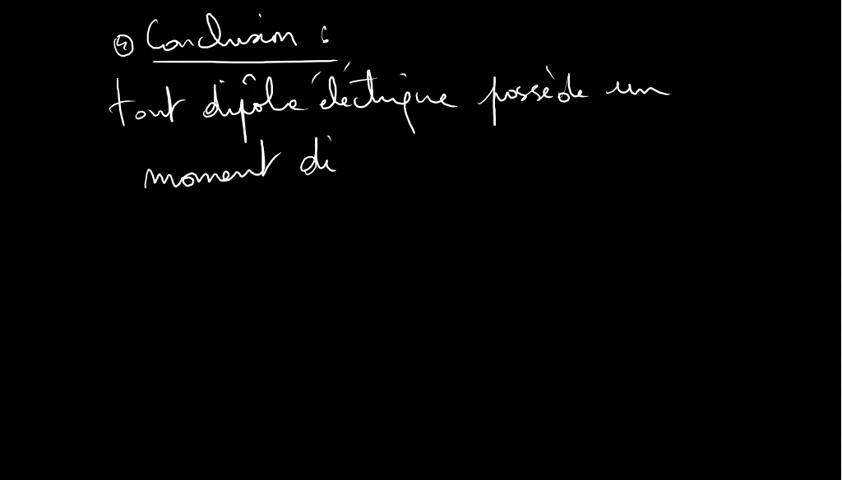 ④ Conclusion :
tout dipôle électrique possède un
moment di